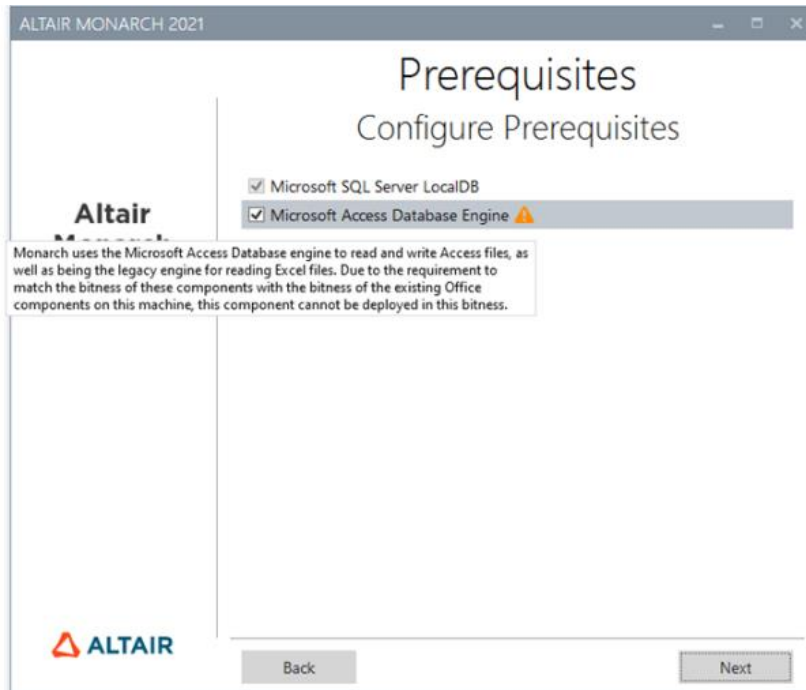 ALTAIR MONARCH 2021
Prerequisites
Configure Prerequisites
Microsoft SQL Server LocalDB
Altair
Microsoft Access Database Engine
Monarch
Monarch uses the Microsoft Access Database engine to read and write Access files, as
well as being the legacy engine for reading Excel files. Due to the requirement to
match the bitness of these components with the bitness of the existing Office
components on this machine, this component cannot be deployed in this bitness.
ALTAIR
Back
Next